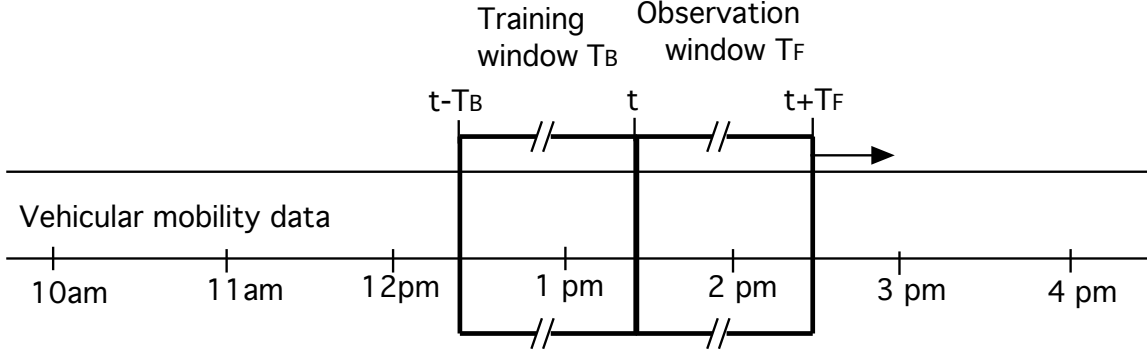 Training
window TB
Observation
window TF
t-TB
t
t+TF
Vehicular mobility data
10am
11am
12pm
1 pm
2 pm
3 pm
4 pm